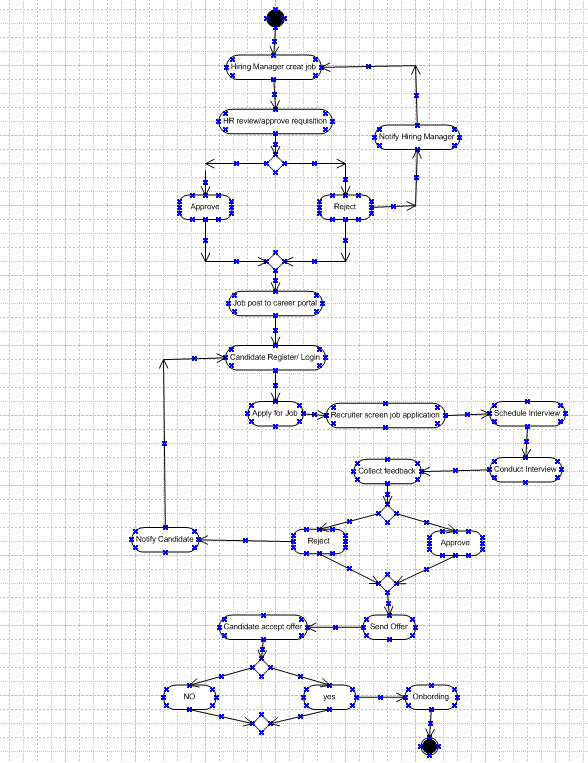 Hiring Manager creat job
HR review/approve requisition
Notify Hiring Manager
Approve
Reject
Job post to career portal
Candidate Register/ Login
Apply for Job
Recruiter screen job application
Schedule Interview
Collect feedback
Conduct Interview
Notify Candidate
Reject
Approve
Candidate accept offer
Send Offer
NO
yes
Onbording